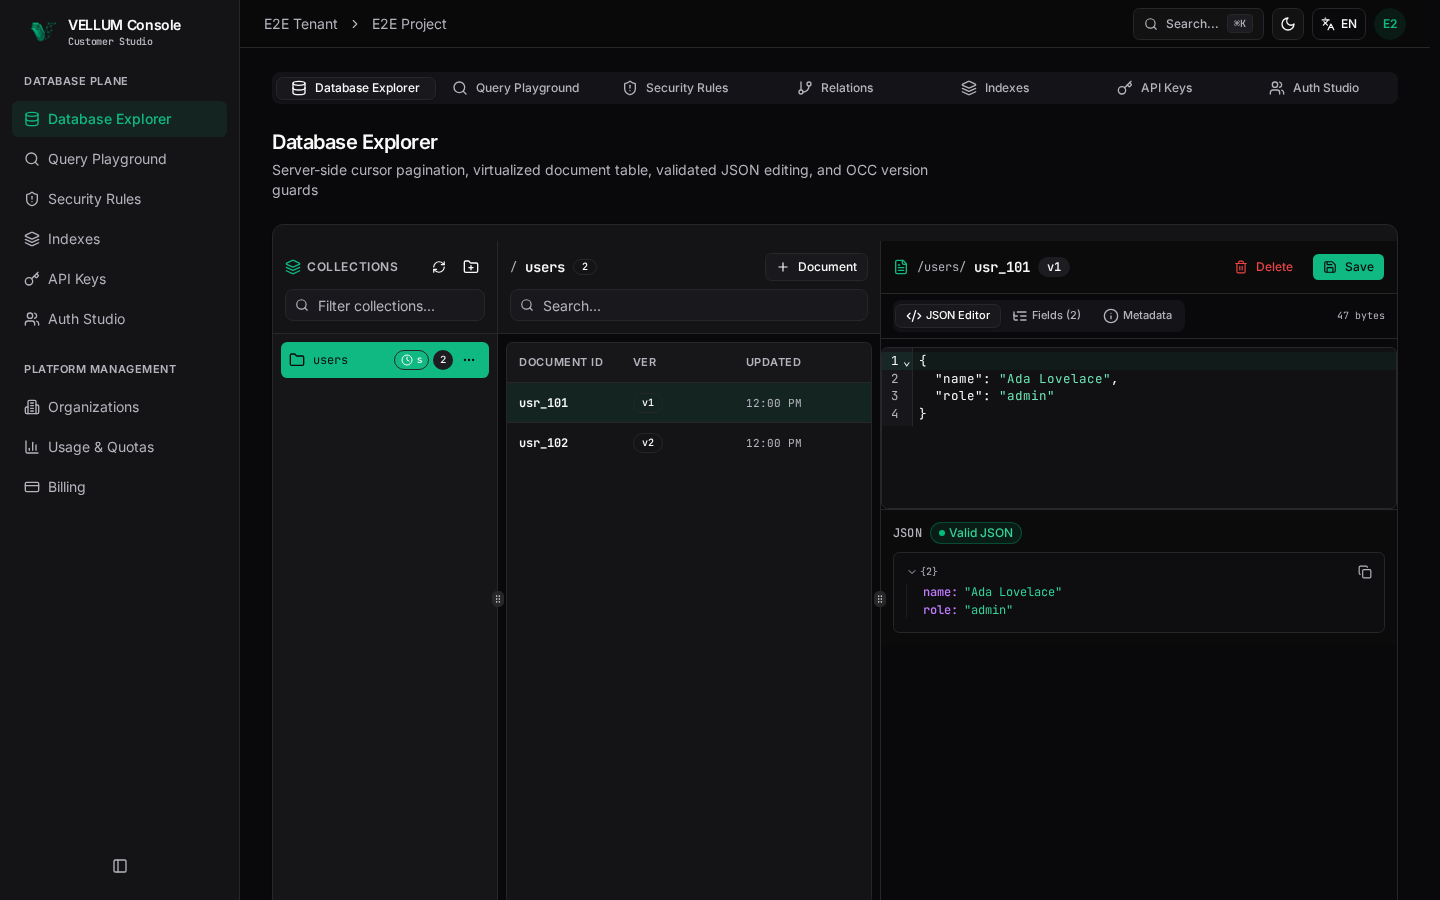 VELLUM Console
Customer Studio
DATABASE PLANE
Database Explorer
Query Playground
Security Rules
Indexes
API Keys
Auth Studio
PLATFORM MANAGEMENT
Organizations
Usage & Quotas
Billing
E2E Tenant > E2E Project
Search... ⌘K
EN
E2
Database Explorer
Query Playground
Security Rules
Relations
Indexes
API Keys
Auth Studio
Database Explorer
Server-side cursor pagination, virtualized document table, validated JSON editing, and OCC version
guards
COLLECTIONS
Filter collections...
users s 2 ...
/ users 2
+ Document
Search...
DOCUMENT ID VER UPDATED
usr_101 v1 12:00 PM
usr_102 v2 12:00 PM
/users/ usr_101 v1
Delete
Save
JSON Editor
Fields (2)
Metadata
47 bytes
1 {
2 "name": "Ada Lovelace",
3 "role": "admin"
4 }
JSON Valid JSON
{2}
name: "Ada Lovelace"
role: "admin"